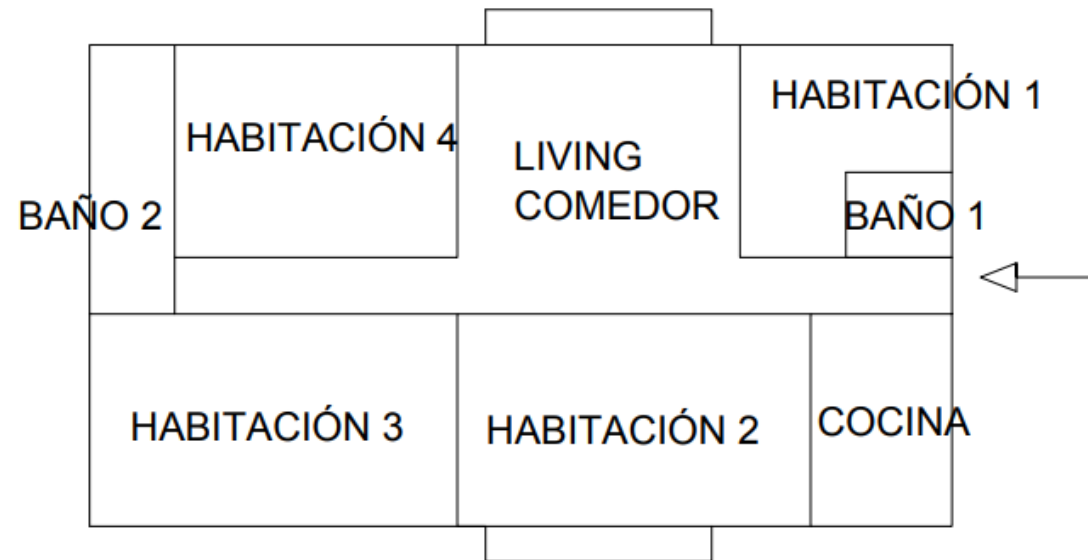 HABITACIÓN 1
HABITACIÓN 4
LIVING
COMEDOR
BAÑO 2
BAÑO 1
HABITACIÓN 3
HABITACIÓN 2
COCINA